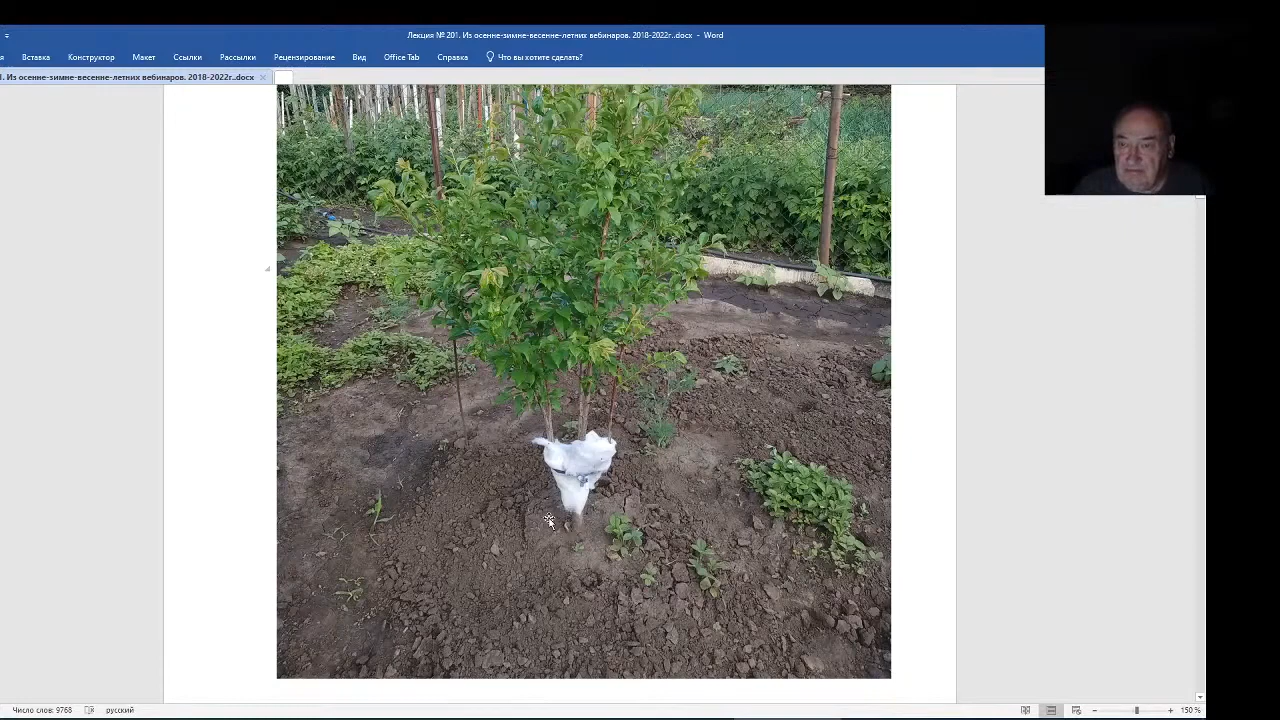 Лекция № 201. Из осенне-зимне-весенне-летних вебинаров. 2018-2022г..docx - Word
Вставка Конструктор Макет Ссылки Рассылки Рецензирование Вид Office Tab Справка Что вы хотите сделать?
1. Из осенне-зимне-весенне-летних вебинаров. 2018-2022г..docx
Число слов: 9768 русский 150 %